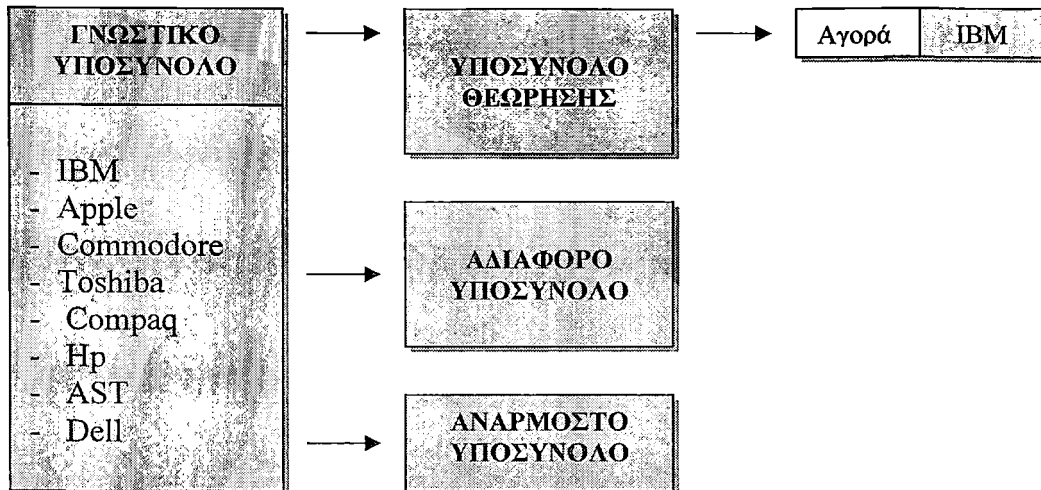 ΓΝΩΣΤΙΚΟ
ΥΠΟΣΥΝΟΛΟ
- IBM
- Apple
- Commodore
- Toshiba
- Compaq
- Hp
- AST
- Dell
ΥΠΟΣΥΝΟΛΟ
ΘΕΩΡΗΣΗΣ
ΑΔΙΑΦΟΡΟ
ΥΠΟΣΥΝΟΛΟ
ΑΝΑΡΜΟΣΤΟ
ΥΠΟΣΥΝΟΛΟ
Αγορά IBM